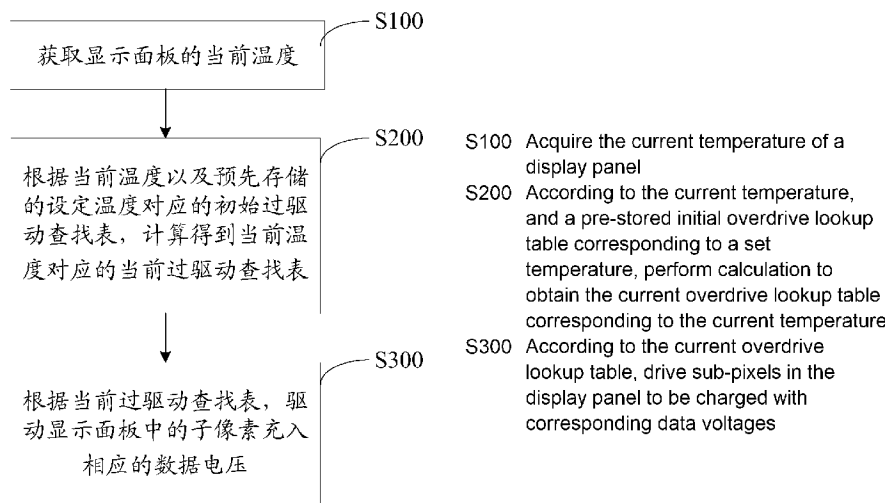 S100
获取显示面板的当前温度
S200
根据当前温度以及预先存储
的设定温度对应的初始过驱
动查找表，计算得到当前温
度对应的当前过驱动查找表
S300
根据当前过驱动查找表，驱
动显示面板中的子像素充入
相应的数据电压
S100 Acquire the current temperature of a
display panel
S200 According to the current temperature,
and a pre-stored initial overdrive lookup
table corresponding to a set
temperature, perform calculation to
obtain the current overdrive lookup table
corresponding to the current temperature
S300 According to the current overdrive
lookup table, drive sub-pixels in the
display panel to be charged with
corresponding data voltages